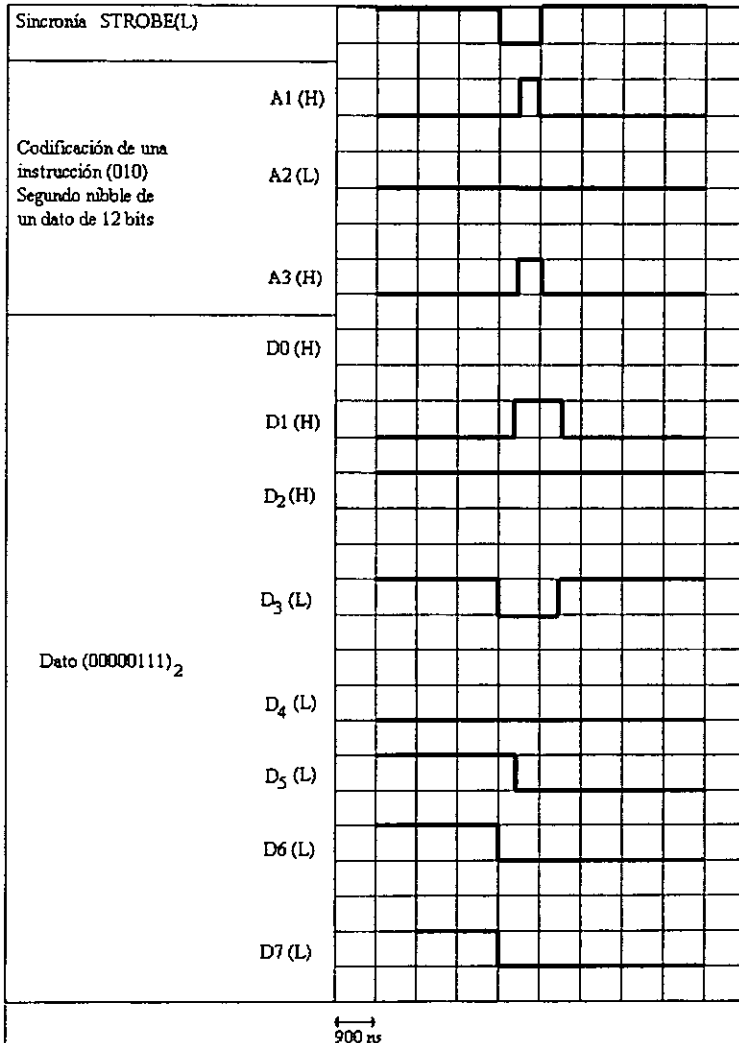 Sincronía STROBE(L)
A1 (H)
Codificación de una
instrucción (010)
Segundo nibble de
un dato de 12 bits
A2 (L)
A3 (H)
D0 (H)
D1 (H)
D2 (H)
D3 (L)
Dato (00000111)2
D4 (L)
D5 (L)
D6 (L)
D7 (L)
900 ns